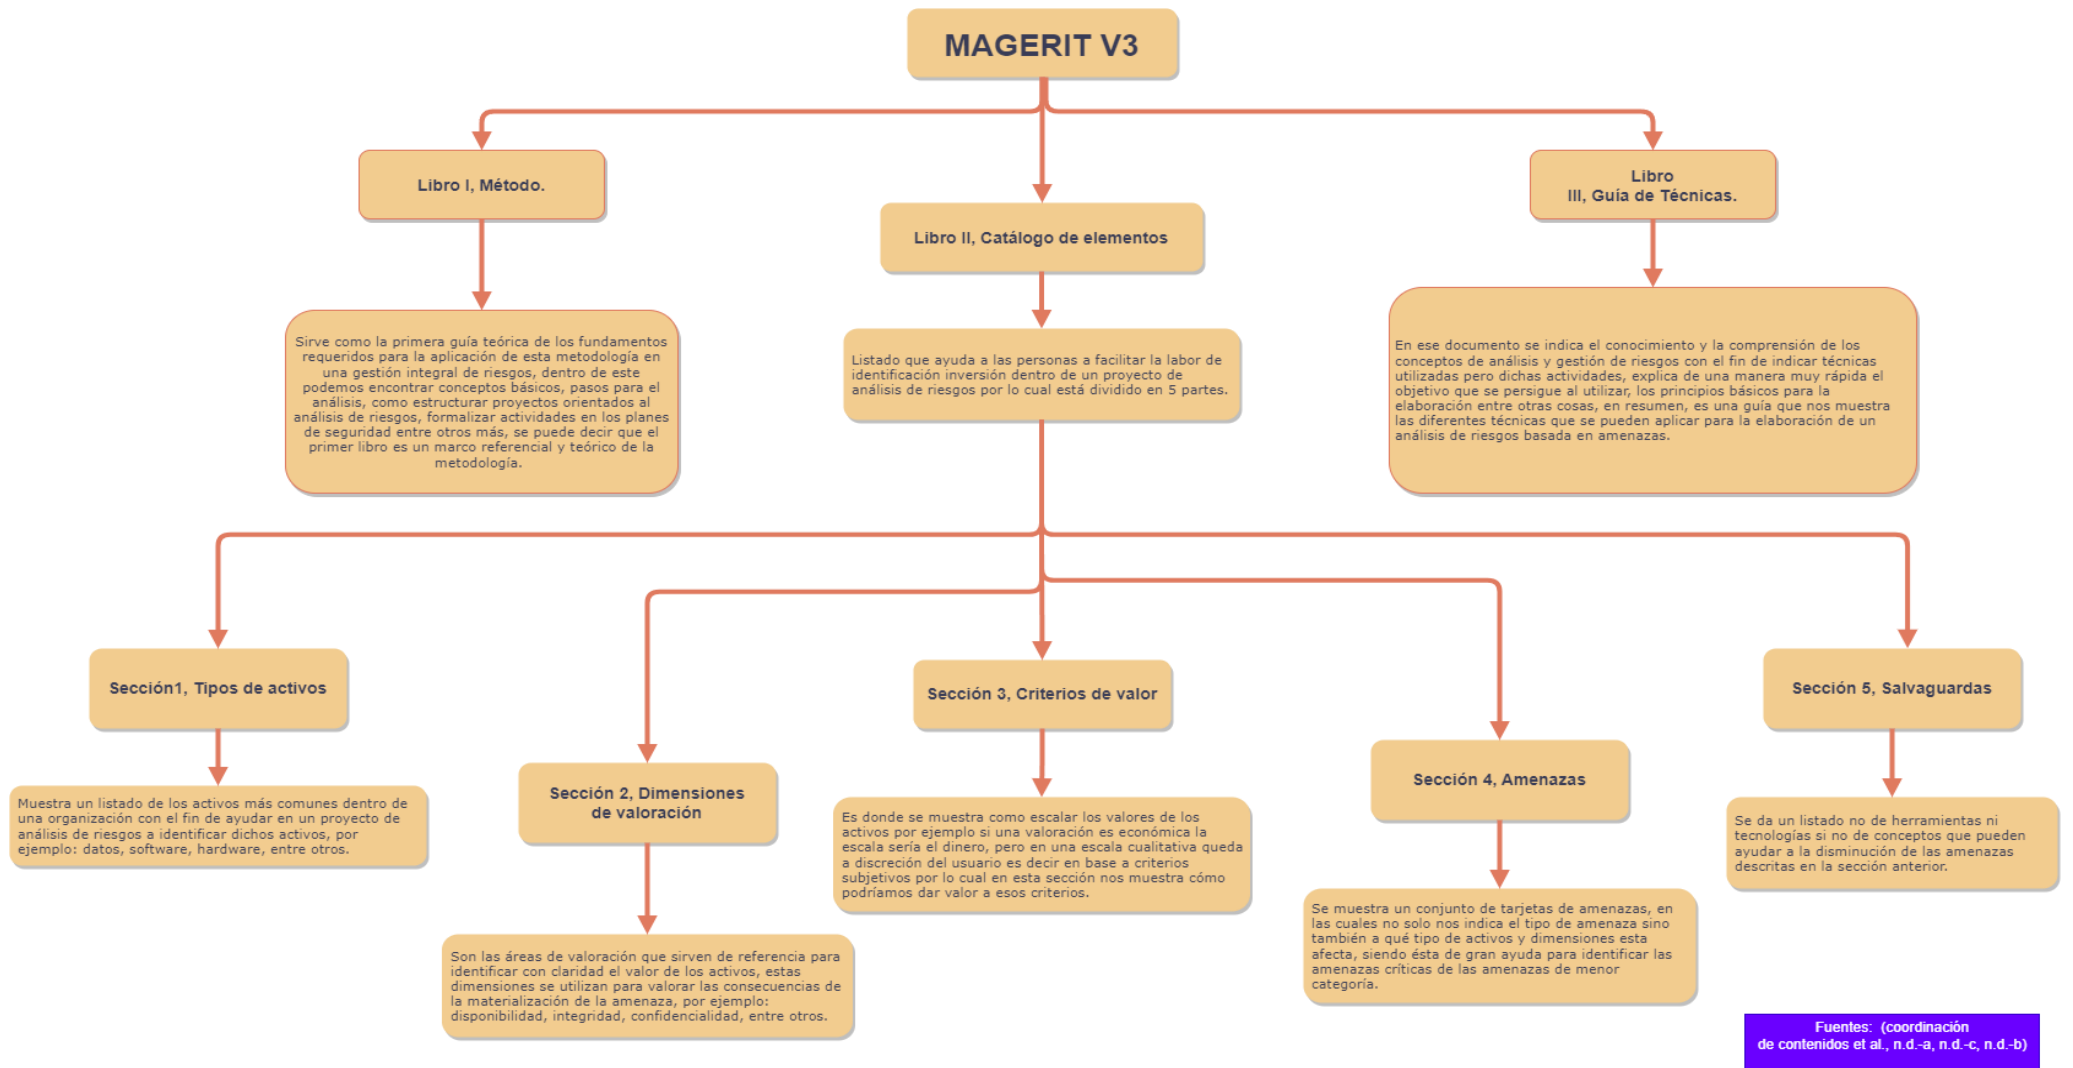 MAGERIT V3
Libro I, Método.
Libro II, Catálogo de elementos
Libro
III, Guía de Técnicas.
Sirve como la primera guía teórica de los fundamentos
requeridos para la aplicación de esta metodología en
una gestión integral de riesgos, dentro de este
podemos encontrar conceptos básicos, pasos para el
análisis, como estructurar proyectos orientados al
análisis de riesgos, formalizar actividades en los planes
de seguridad entre otros más, se puede decir que el
primer libro es un marco referencial y teórico de la
metodología.
Listado que ayuda a las personas a facilitar la labor de
identificación inversión dentro de un proyecto de
análisis de riesgos por lo cual está dividido en 5 partes.
En ese documento se indica el conocimiento y la comprensión de los
conceptos de análisis y gestión de riesgos con el fin de indicar técnicas
utilizadas pero dichas actividades, explica de una manera muy rápida el
objetivo que se persigue al utilizar, los principios básicos para la
elaboración entre otras cosas, en resumen, es una guía que nos muestra
las diferentes técnicas que se pueden aplicar para la elaboración de un
análisis de riesgos basada en amenazas.
Sección1, Tipos de activos
Muestra un listado de los activos más comunes dentro de
una organización con el fin de ayudar en un proyecto de
análisis de riesgos a identificar dichos activos, por
ejemplo: datos, software, hardware, entre otros.
Sección 2, Dimensiones
de valoración
Son las áreas de valoración que sirven de referencia para
identificar con claridad el valor de los activos, estas
dimensiones se utilizan para valorar las consecuencias de
la materialización de la amenaza, por ejemplo:
disponibilidad, integridad, confidencialidad, entre otros.
Sección 3, Criterios de valor
Es donde se muestra como escalar los valores de los
activos por ejemplo si una valoración es económica la
escala sería el dinero, pero en una escala cualitativa queda
a discreción del usuario es decir en base a criterios
subjetivos por lo cual en esta sección nos muestra cómo
podríamos dar valor a esos criterios.
Sección 4, Amenazas
Se muestra un conjunto de tarjetas de amenazas, en
las cuales no solo nos indica el tipo de amenaza sino
también a qué tipo de activos y dimensiones esta
afecta, siendo ésta de gran ayuda para identificar las
amenazas críticas de las amenazas de menor
categoría.
Sección 5, Salvaguardas
Se da un listado no de herramientas ni
tecnologías si no de conceptos que pueden
ayudar a la disminución de las amenazas
descritas en la sección anterior.
Fuentes:  (coordinación
de contenidos et al., n.d.-a, n.d.-c, n.d.-b)